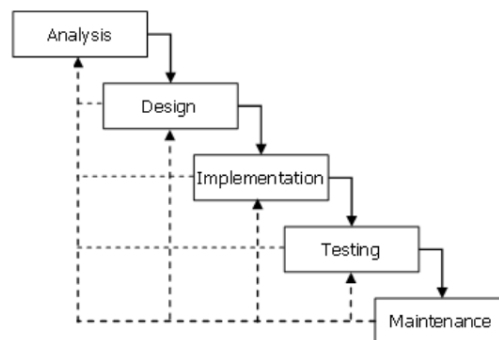 Analysis
Design
Implementation
Testing
Maintenance